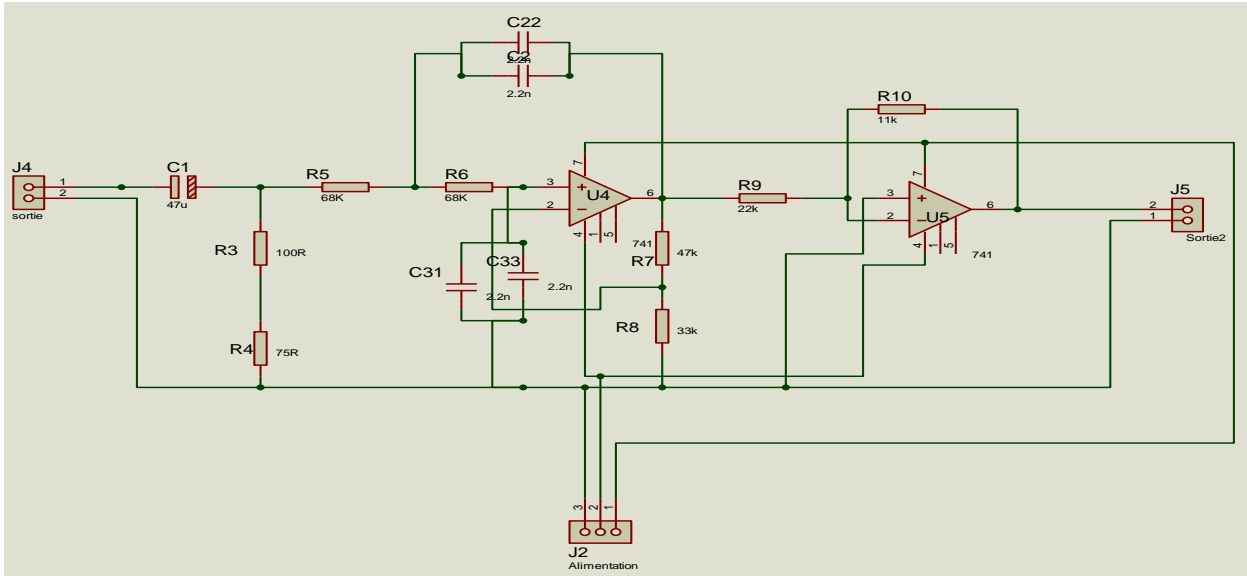 C22
2.2n
C2
2.2n
R10
11k
J4
1
2
sortie
C1
47u
R5
68K
R6
68K
3
2
7
6
4
1
5
U4
741
R9
22k
3
2
7
6
4
1
5
U5
741
J5
2
1
Sortie2
R3
100R
R7
47k
C31
2.2n
C33
2.2n
R8
33k
R4
75R
3
2
1
J2
Alimentation